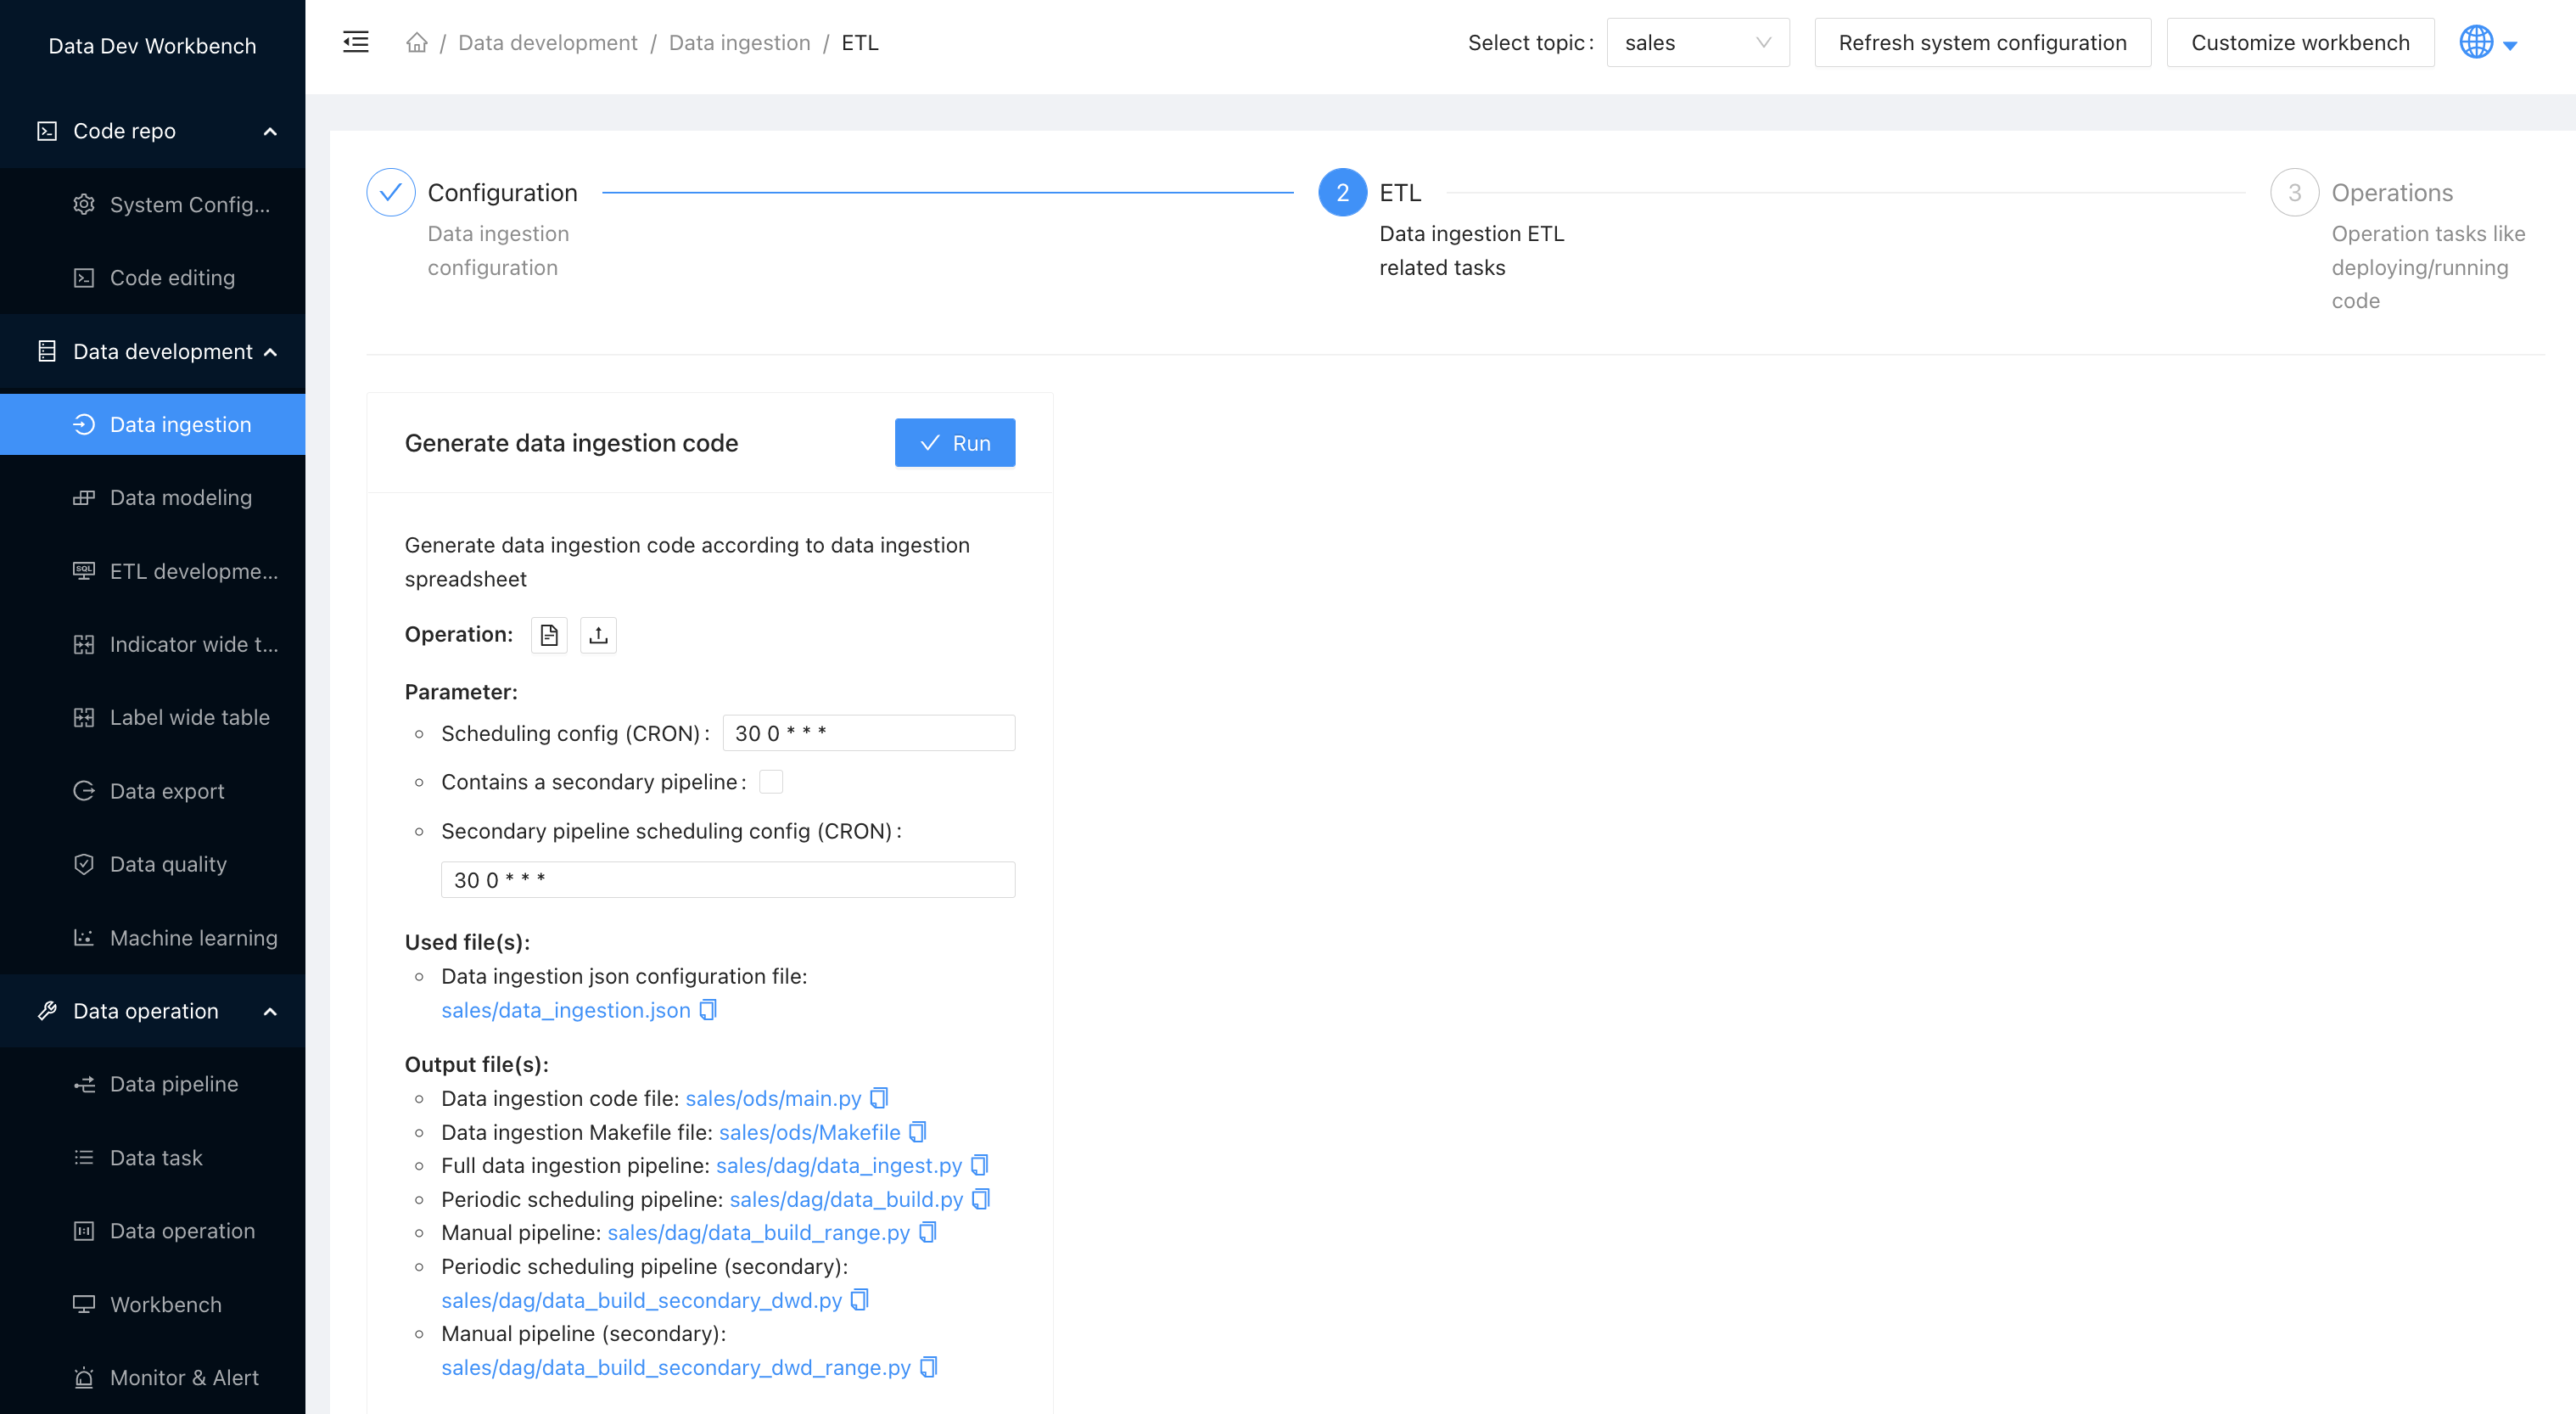 Data Dev Workbench
Code repo
System Config...
Code editing
Data development
Data ingestion
Data modeling
SQL
ETL developme...
Indicator wide t...
Label wide table
Data export
Data quality
Machine learning
Data operation
Data pipeline
Data task
Data operation
Workbench
Monitor & Alert
/ Data development / Data ingestion / ETL
Select topic: sales
Refresh system configuration
Customize workbench
Configuration
Data ingestion
configuration
2 ETL
Data ingestion ETL
related tasks
3 Operations
Operation tasks like
deploying/running
code
Generate data ingestion code
Run
Generate data ingestion code according to data ingestion
spreadsheet
Operation:
Parameter:
Scheduling config (CRON): 30 0 * * *
Contains a secondary pipeline:
Secondary pipeline scheduling config (CRON):
30 0 * * *
Used file(s):
Data ingestion json configuration file:
sales/data_ingestion.json
Output file(s):
Data ingestion code file: sales/ods/main.py
Data ingestion Makefile file: sales/ods/Makefile
Full data ingestion pipeline: sales/dag/data_ingest.py
Periodic scheduling pipeline: sales/dag/data_build.py
Manual pipeline: sales/dag/data_build_range.py
Periodic scheduling pipeline (secondary):
sales/dag/data_build_secondary_dwd.py
Manual pipeline (secondary):
sales/dag/data_build_secondary_dwd_range.py